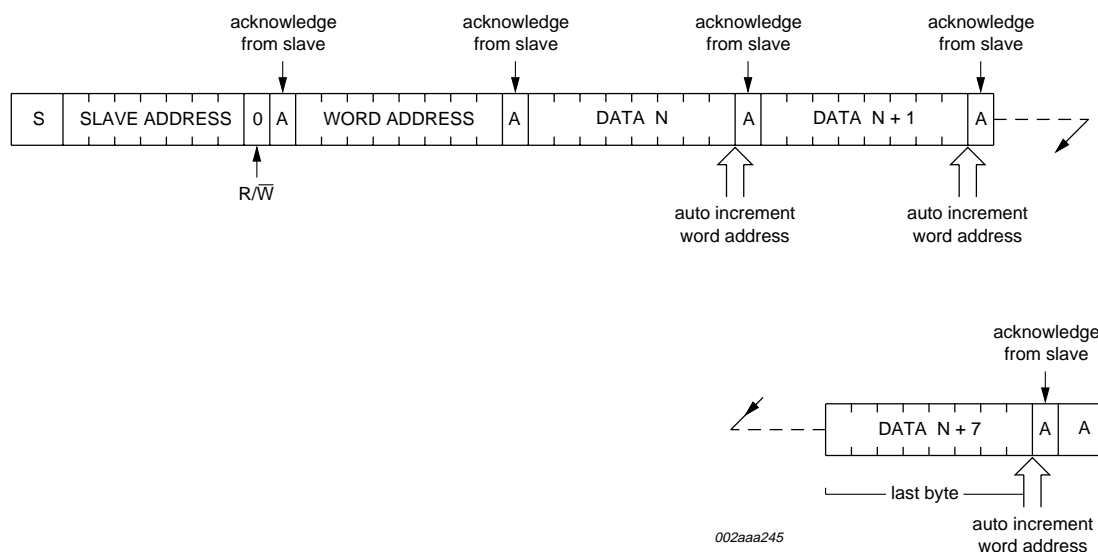 acknowledge from slave
acknowledge from slave
acknowledge from slave
acknowledge from slave
S SLAVE ADDRESS 0 A WORD ADDRESS A DATA N A DATA N + 1 A
R/W̅
auto increment word address
auto increment word address
acknowledge from slave
DATA N + 7 A A
last byte
auto increment word address
002aaa245